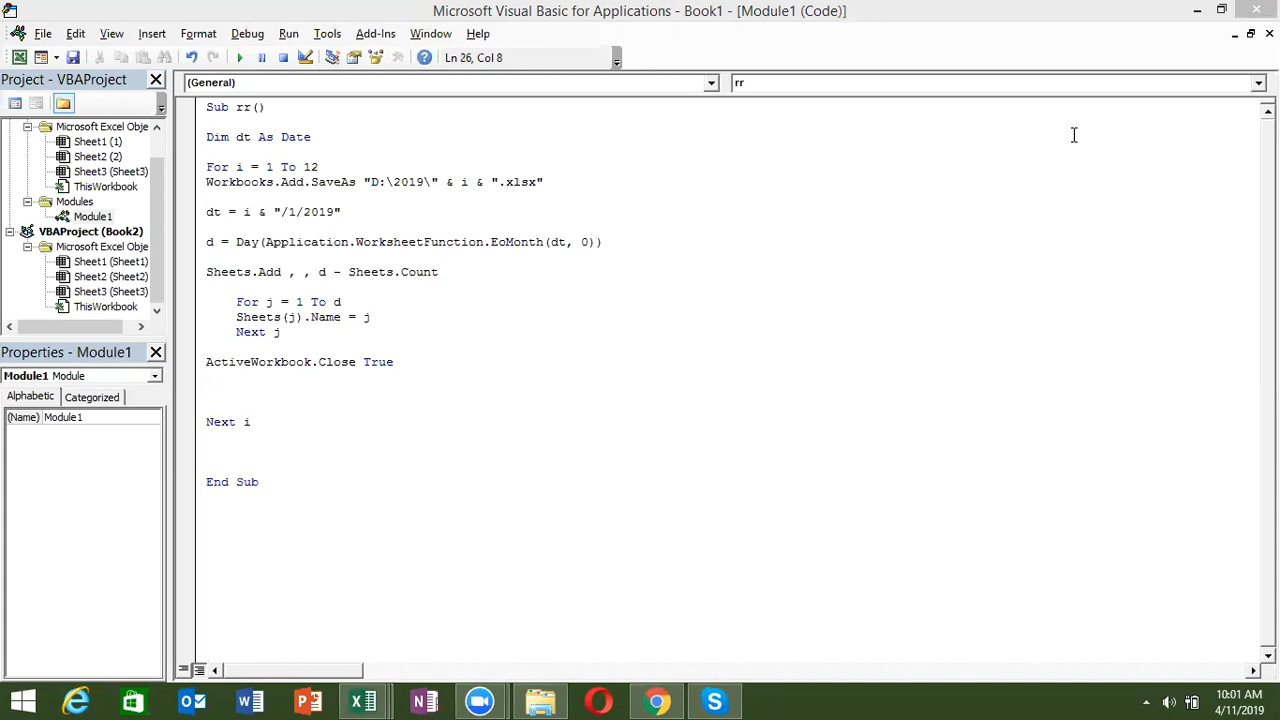 Microsoft Visual Basic for Applications - Book1 - [Module1 (Code)]
File Edit View Insert Format Debug Run Tools Add-Ins Window Help
Ln 26, Col 8
Project - VBAProject
(General)
rr
Microsoft Excel Obje
Sheet1 (1)
Sheet2 (2)
Sheet3 (Sheet3)
ThisWorkbook
Modules
Module1
VBAProject (Book2)
Microsoft Excel Obje
Sheet1 (Sheet1)
Sheet2 (Sheet2)
Sheet3 (Sheet3)
ThisWorkbook
Properties - Module1
Module1 Module
Alphabetic Categorized
(Name) Module1
Sub rr()
Dim dt As Date
For i = 1 To 12
Workbooks.Add.SaveAs "D:\2019\" & i & ".xlsx"
dt = i & "/1/2019"
d = Day(Application.WorksheetFunction.EoMonth(dt, 0))
Sheets.Add , , d - Sheets.Count
For j = 1 To d
Sheets(j).Name = j
Next j
ActiveWorkbook.Close True
Next i
End Sub
10:01 AM
4/11/2019